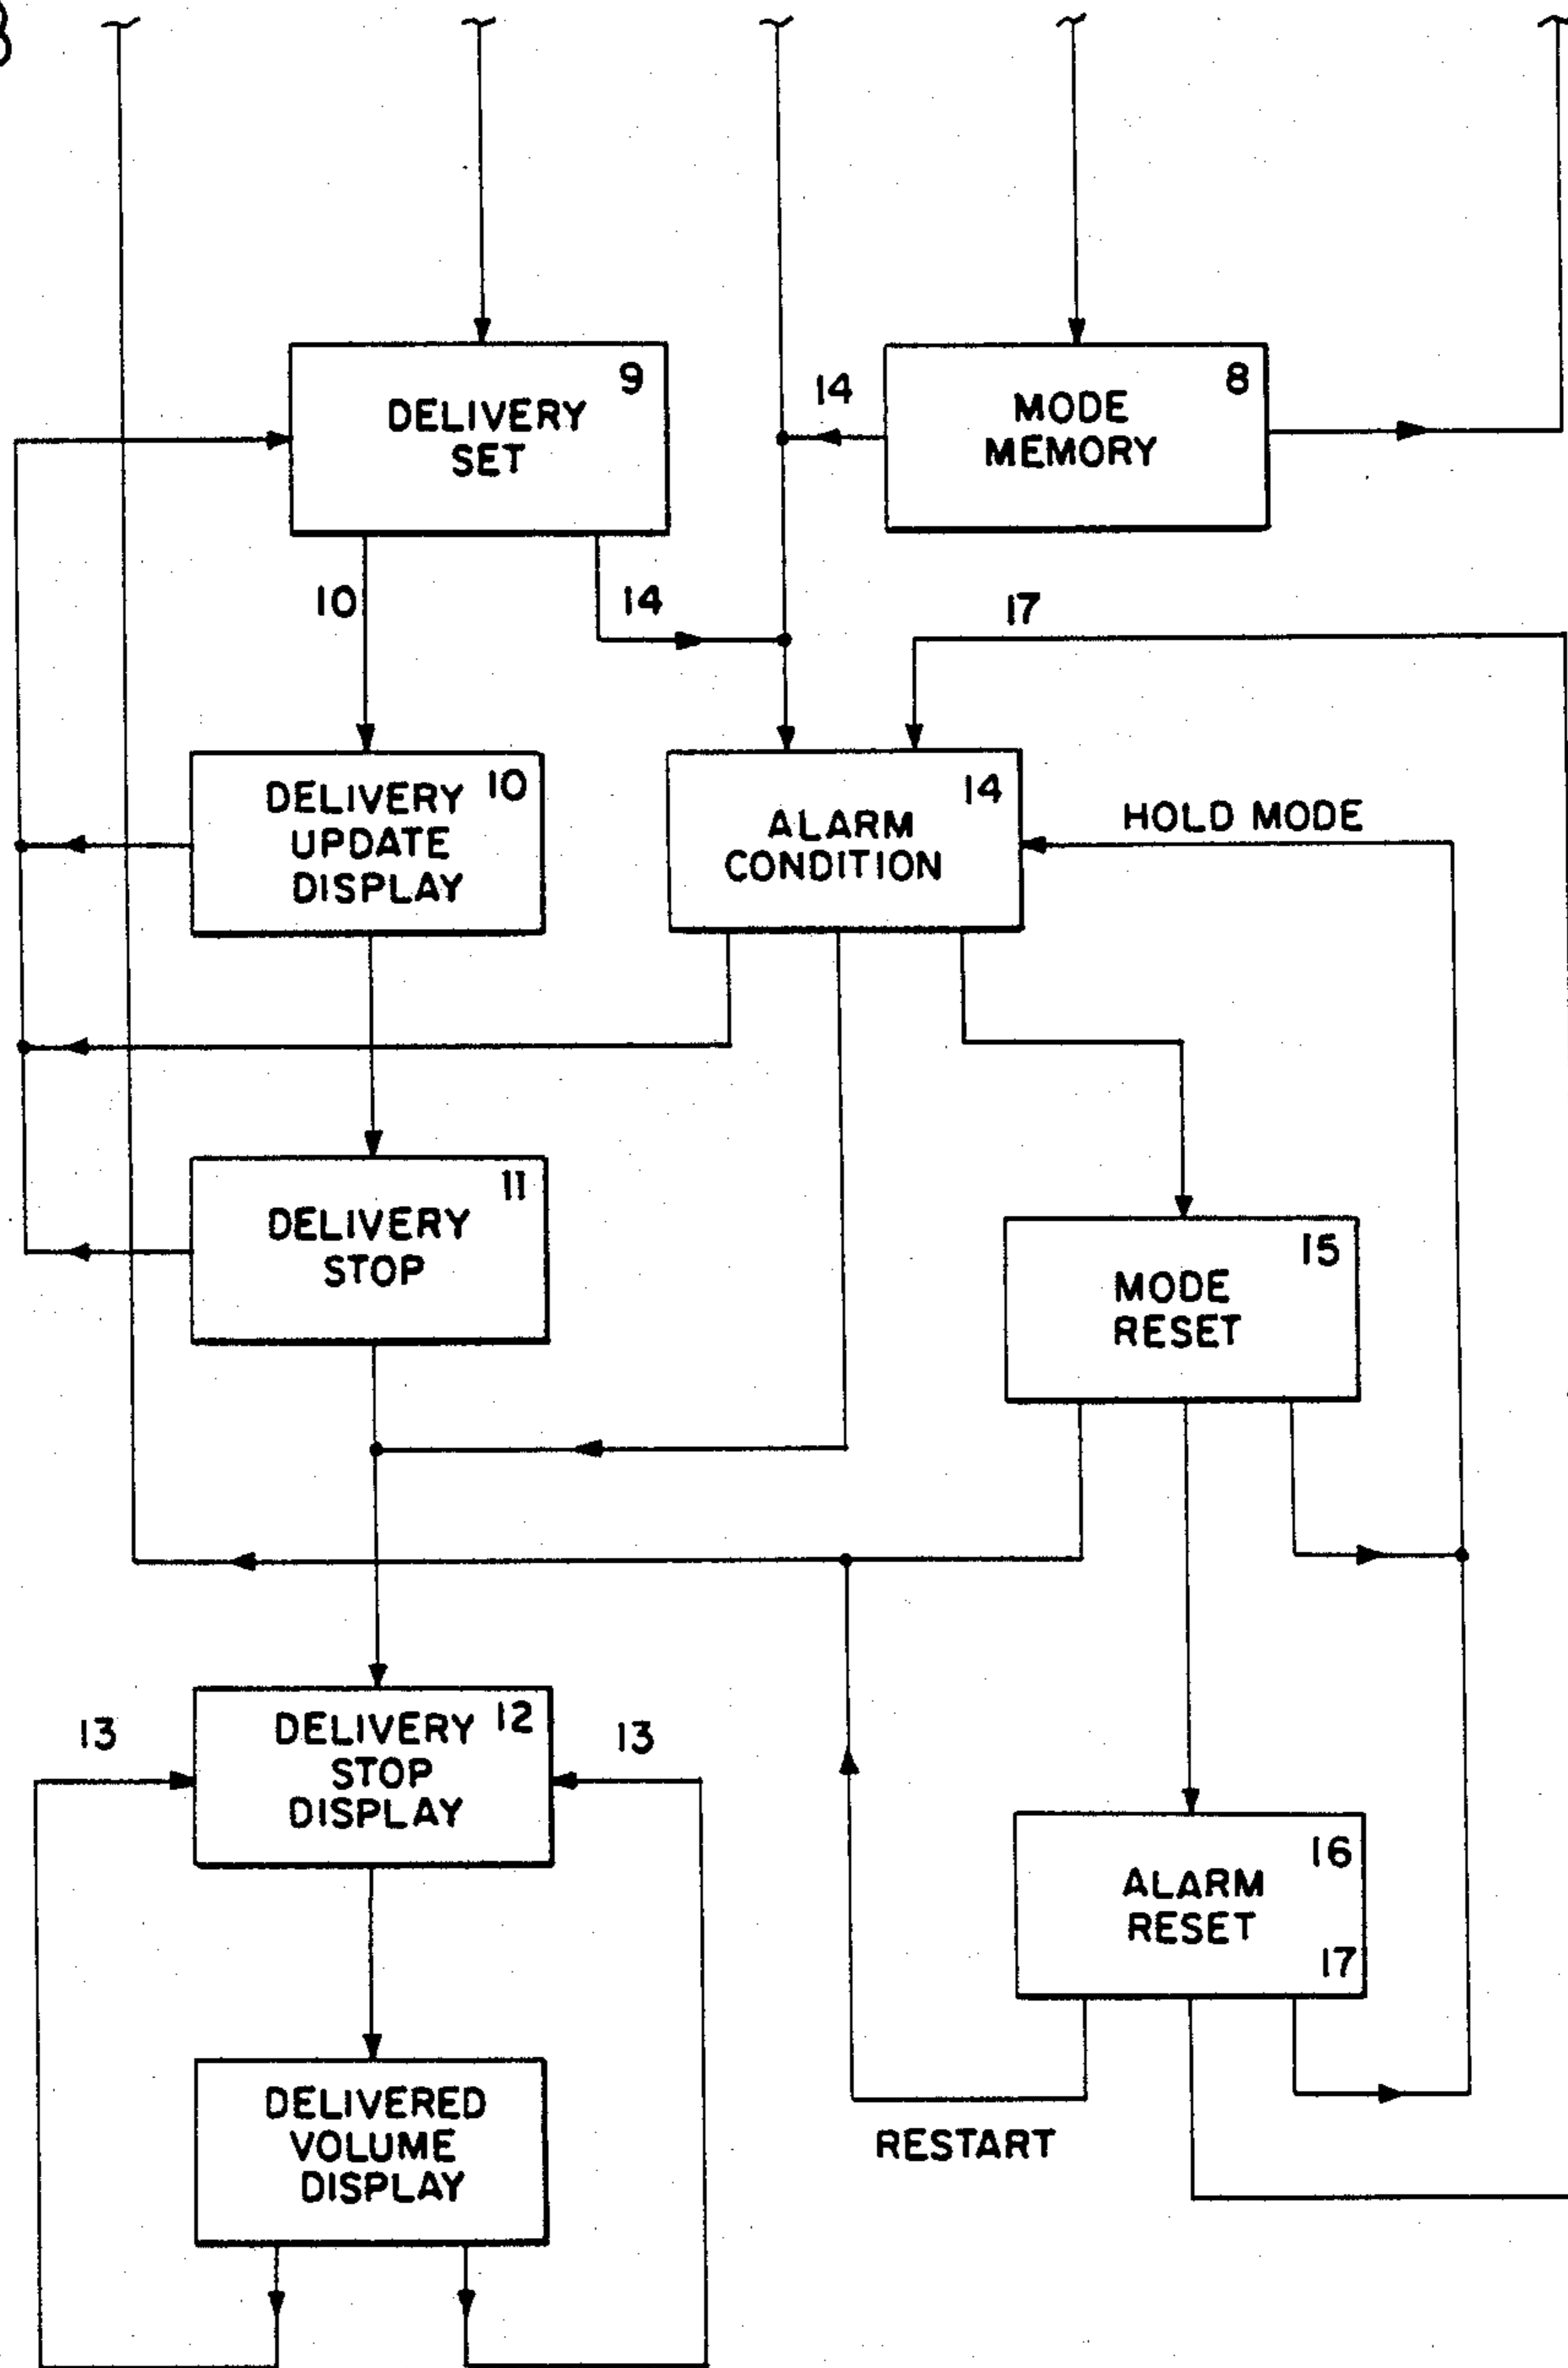 9
DELIVERY
SET
14
8
MODE
MEMORY
10
14
17
DELIVERY 10
UPDATE
DISPLAY
14
ALARM
CONDITION
HOLD MODE
11
DELIVERY
STOP
15
MODE
RESET
13
DELIVERY 12
STOP
DISPLAY
13
16
ALARM
RESET
17
DELIVERED
VOLUME
DISPLAY
RESTART